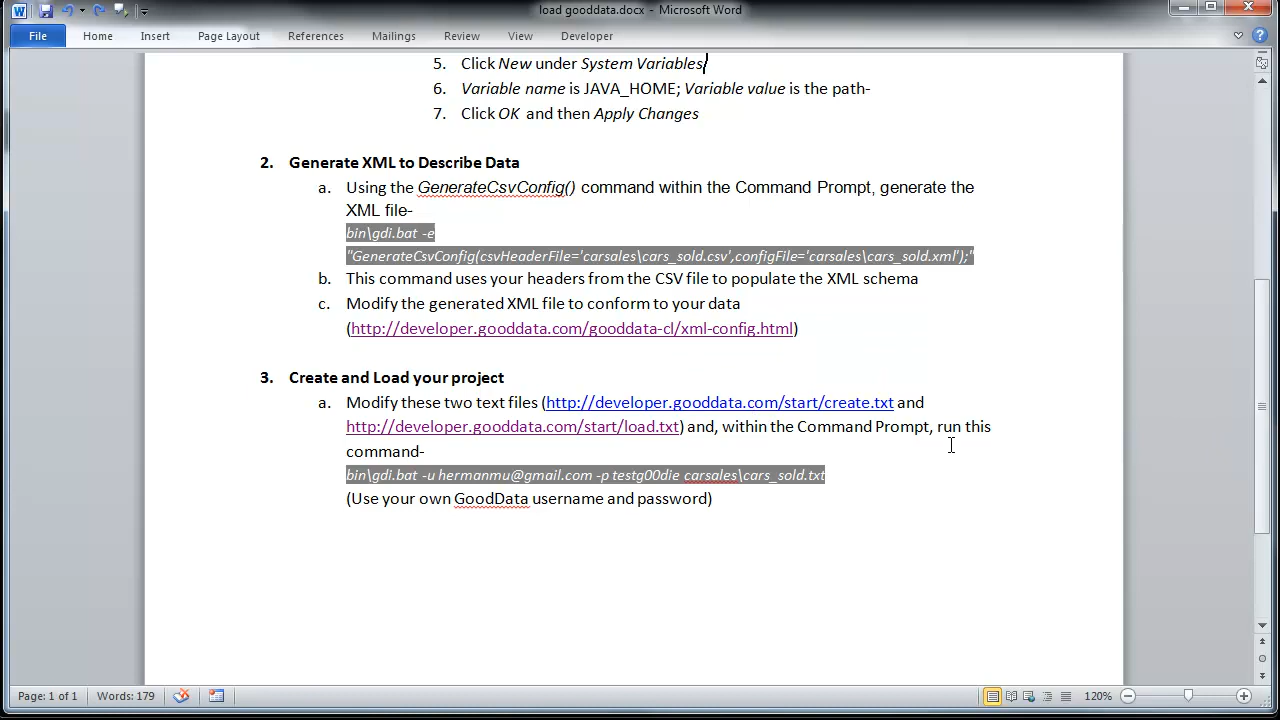 load gooddata.docx - Microsoft Word
File Home Insert Page Layout References Mailings Review View Developer
5. Click New under System Variables
6. Variable name is JAVA_HOME; Variable value is the path-
7. Click OK and then Apply Changes
2. Generate XML to Describe Data
a. Using the GenerateCsvConfig() command within the Command Prompt, generate the
XML file-
bin\gdi.bat -e
"GenerateCsvConfig(csvHeaderFile='carsales\cars_sold.csv',configFile='carsales\cars_sold.xml');"
b. This command uses your headers from the CSV file to populate the XML schema
c. Modify the generated XML file to conform to your data
(http://developer.gooddata.com/gooddata-cl/xml-config.html)
3. Create and Load your project
a. Modify these two text files (http://developer.gooddata.com/start/create.txt and
http://developer.gooddata.com/start/load.txt) and, within the Command Prompt, run this
command-
bin\gdi.bat -u hermanmu@gmail.com -p testg00die carsales\cars_sold.txt
(Use your own GoodData username and password)
Page: 1 of 1 Words: 179 120%